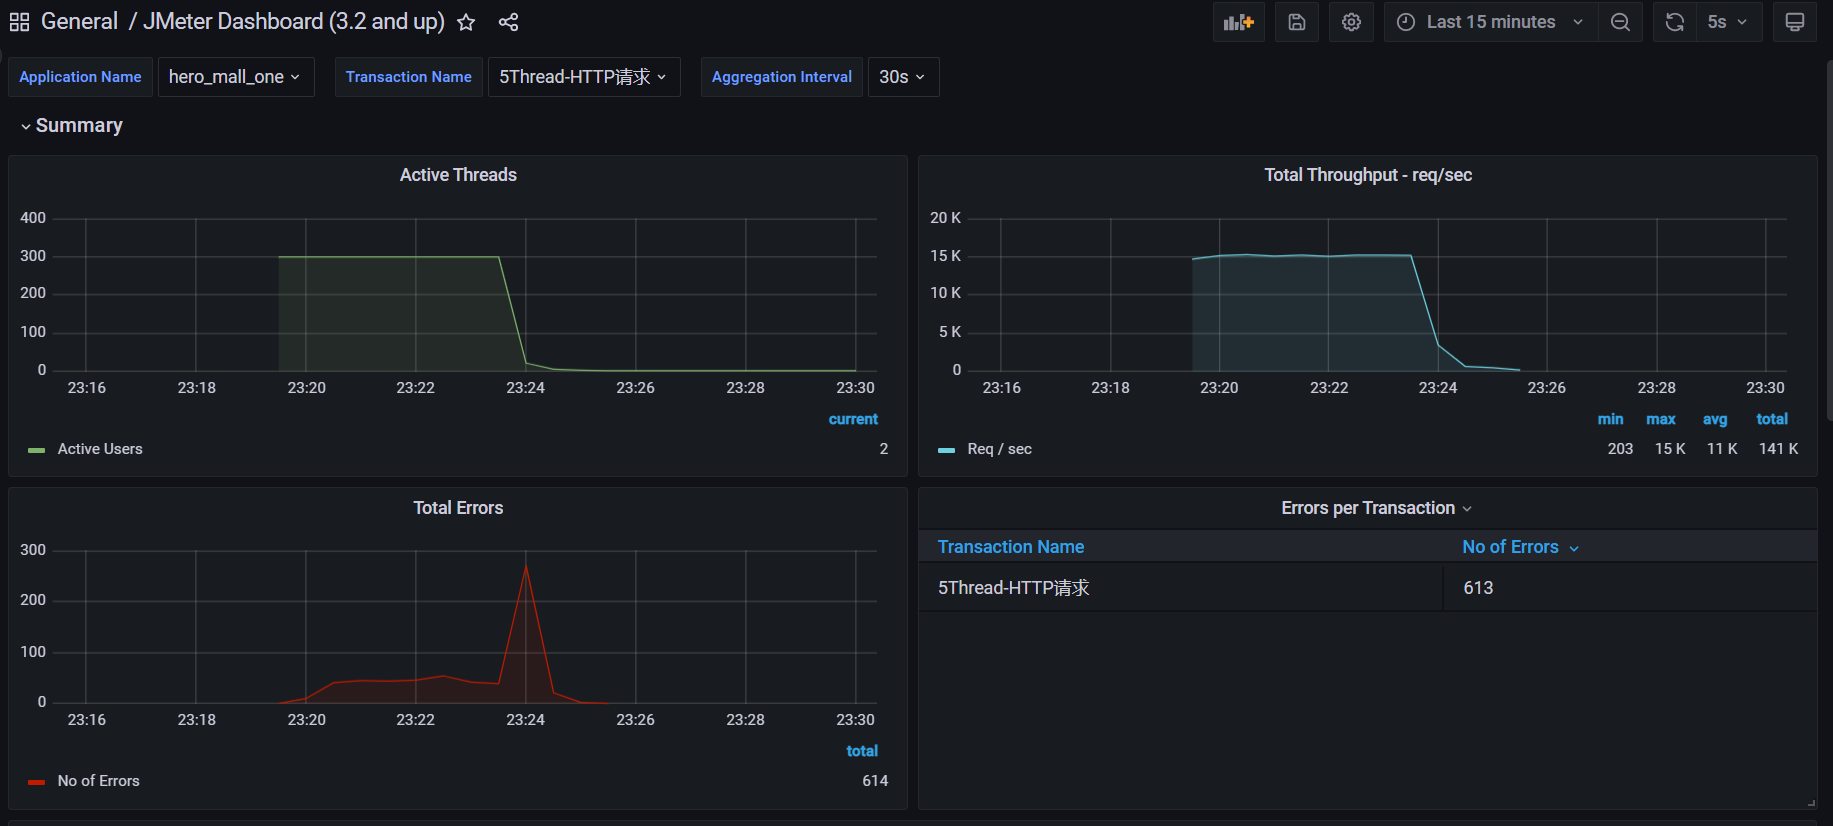 General / JMeter Dashboard (3.2 and up)
Last 15 minutes
5s
Application Name hero_mall_one Transaction Name 5Thread-HTTP请求 Aggregation Interval 30s
Summary
Active Threads
400
300
200
100
0
23:16 23:18 23:20 23:22 23:24 23:26 23:28 23:30
current
Active Users 2
Total Throughput - req/sec
20 K
15 K
10 K
5 K
0
23:16 23:18 23:20 23:22 23:24 23:26 23:28 23:30
min max avg total
Req / sec 203 15 K 11 K 141 K
Total Errors
300
200
100
0
23:16 23:18 23:20 23:22 23:24 23:26 23:28 23:30
total
No of Errors 614
Errors per Transaction
Transaction Name No of Errors
5Thread-HTTP请求 613